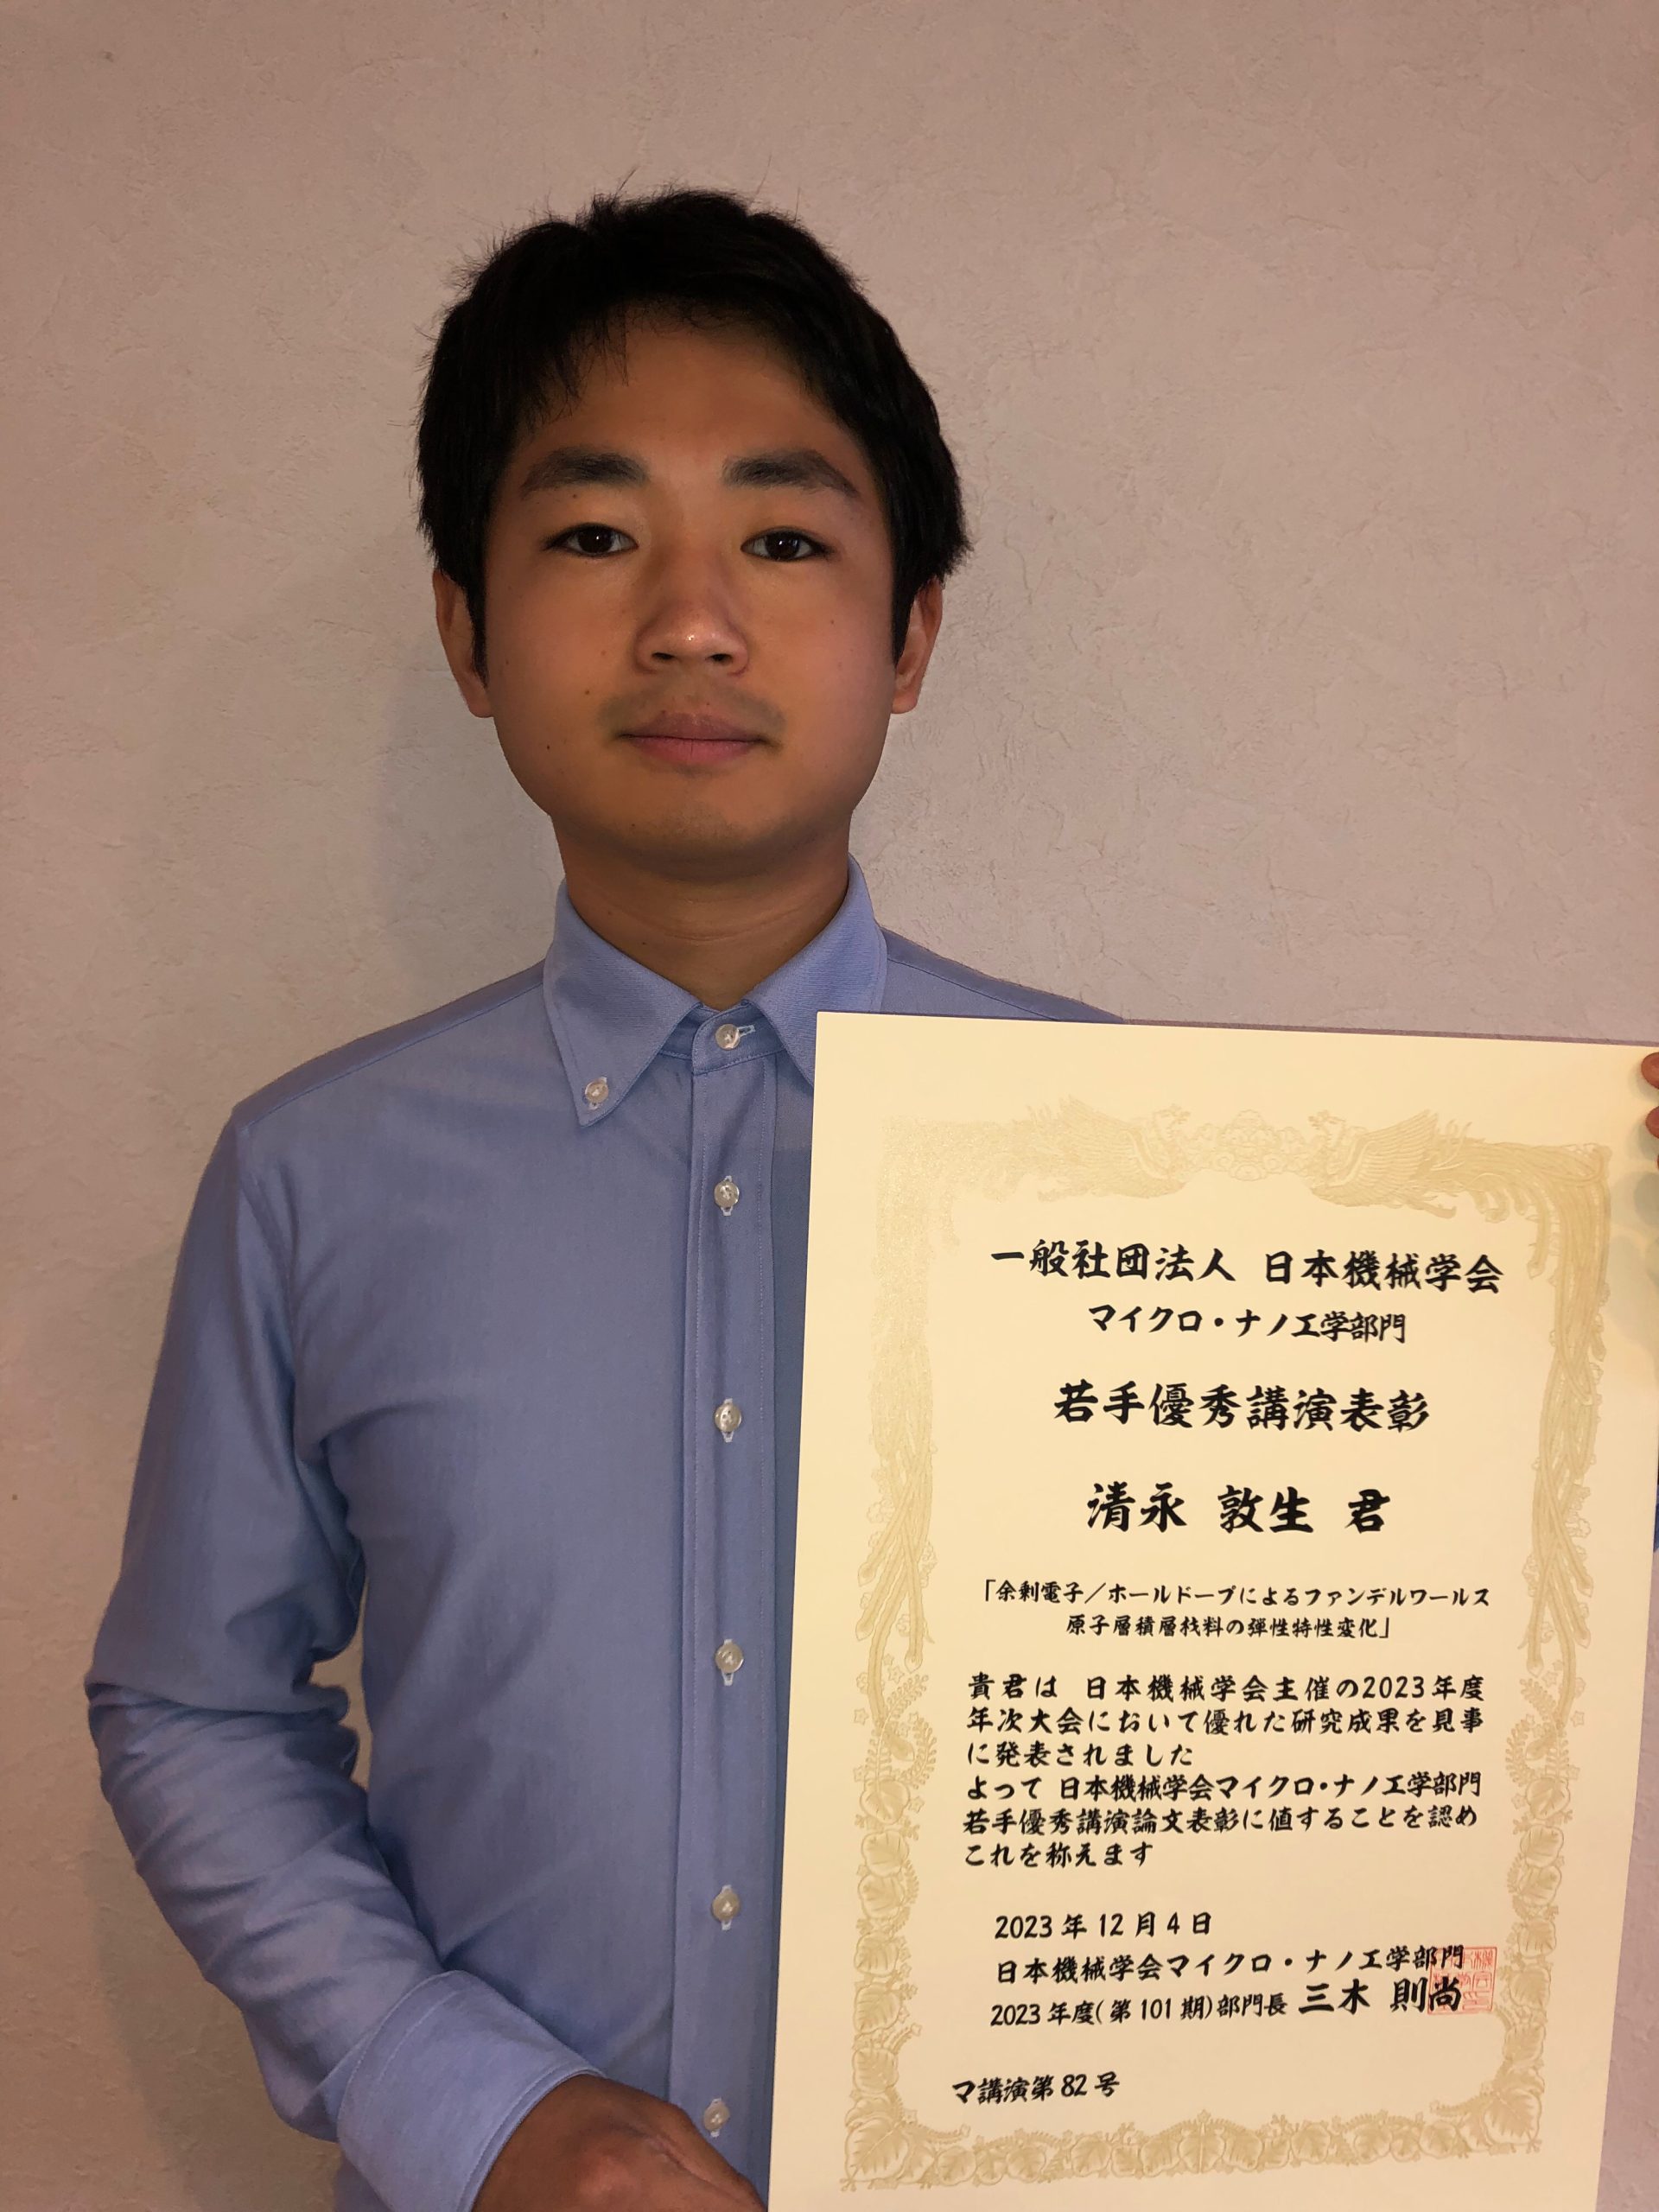 一般社団法人 日本機械学会
マイクロ・ナノ工学部門
若手優秀講演表彰
清永 敦生 君
「余剰電子／ホールドープによるファンデルワールス
原子層積層材料の弾性特性変化」
貴君は 日本機械学会主催の2023年度
年次大会において優れた研究成果を見事
に発表されました
よって 日本機械学会マイクロ・ナノ工学部門
若手優秀講演論文表彰に値することを認め
これを称えます
2023年12月4日
日本機械学会マイクロ・ナノ工学部門
2023年度(第101期)部門長 三木 則尚
マ講演第82号